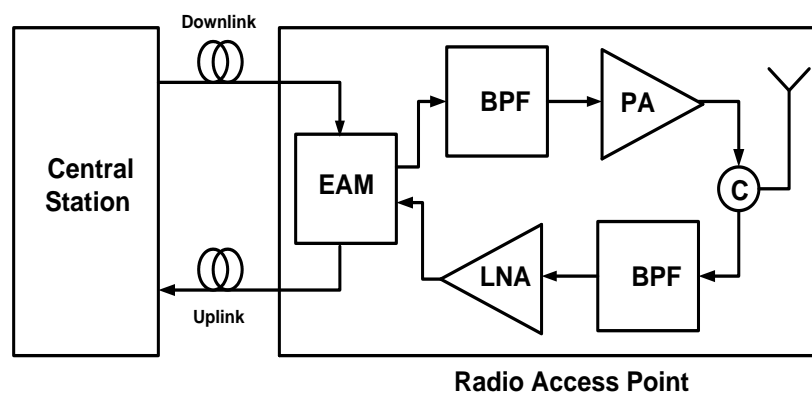 Downlink
Central
Station
EAM
BPF
PA
C
LNA
BPF
Uplink
Radio Access Point